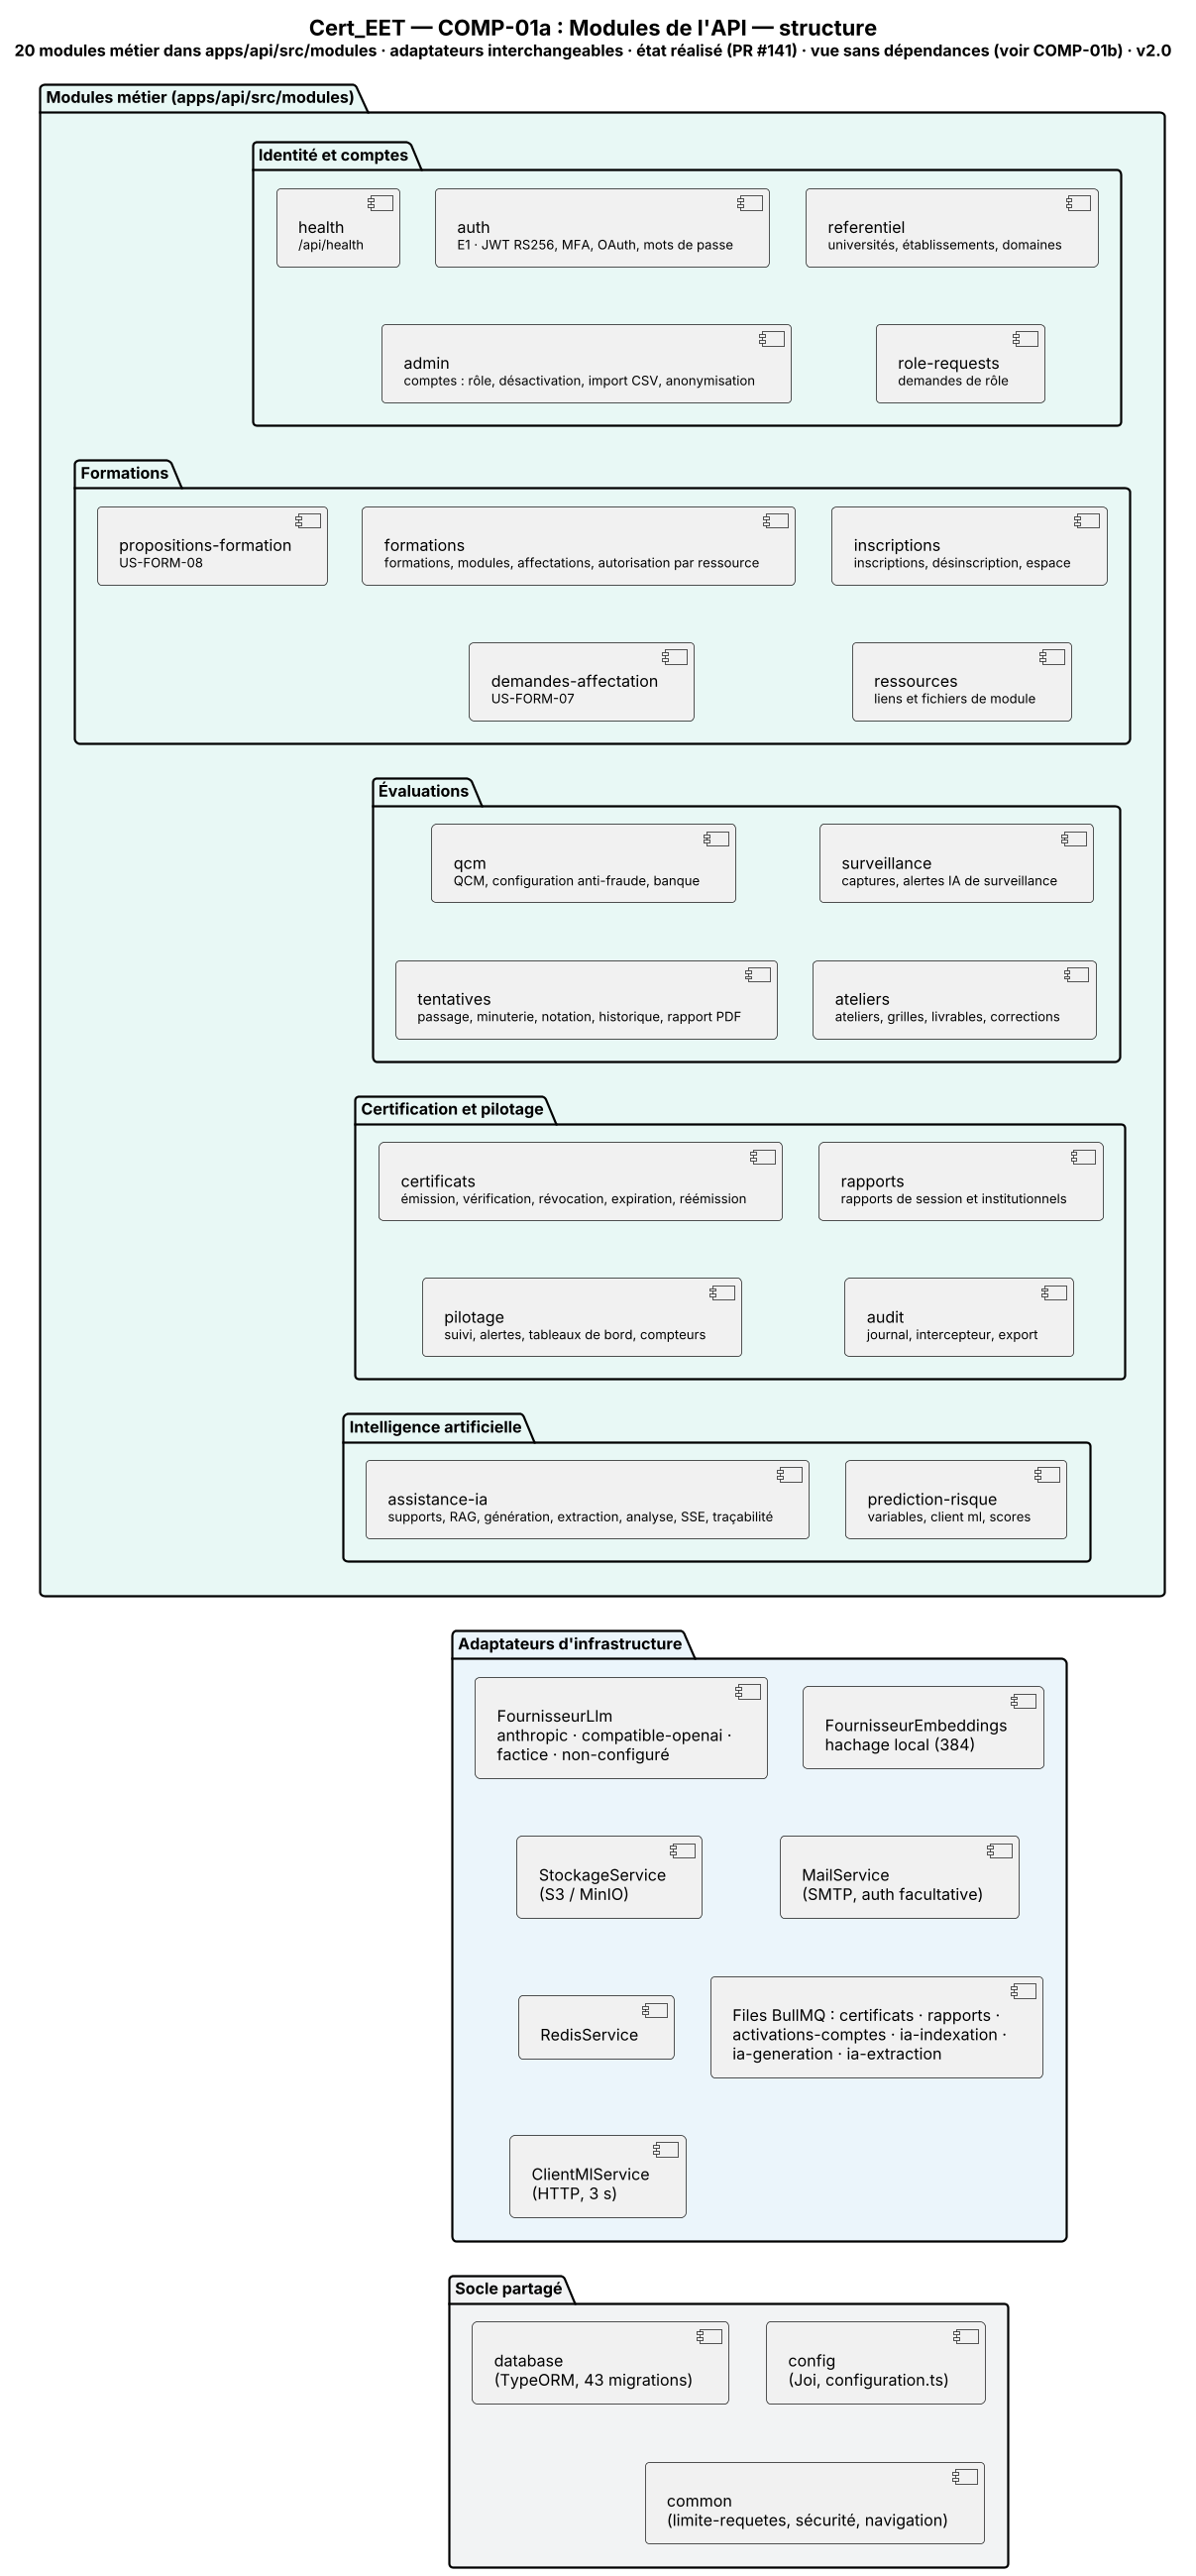 Cert_EET — COMP-01a : Modules de l'API — structure
20 modules métier dans apps/api/src/modules · adaptateurs interchangeables · état réalisé (PR #141) · vue sans dépendances (voir COMP-01b) · v2.0
Modules métier (apps/api/src/modules)
Identité et comptes
health
/api/health
auth
E1 · JWT RS256, MFA, OAuth, mots de passe
referentiel
universités, établissements, domaines
admin
comptes : rôle, désactivation, import CSV, anonymisation
role-requests
demandes de rôle
Formations
propositions-formation
US-FORM-08
formations
formations, modules, affectations, autorisation par ressource
inscriptions
inscriptions, désinscription, espace
demandes-affectation
US-FORM-07
ressources
liens et fichiers de module
Évaluations
qcm
QCM, configuration anti-fraude, banque
surveillance
captures, alertes IA de surveillance
tentatives
passage, minuterie, notation, historique, rapport PDF
ateliers
ateliers, grilles, livrables, corrections
Certification et pilotage
certificats
émission, vérification, révocation, expiration, réémission
rapports
rapports de session et institutionnels
pilotage
suivi, alertes, tableaux de bord, compteurs
audit
journal, intercepteur, export
Intelligence artificielle
assistance-ia
supports, RAG, génération, extraction, analyse, SSE, traçabilité
prediction-risque
variables, client ml, scores
Adaptateurs d'infrastructure
FournisseurLlm
anthropic · compatible-openai ·
factice · non-configuré
FournisseurEmbeddings
hachage local (384)
StockageService
(S3 / MinIO)
MailService
(SMTP, auth facultative)
RedisService
Files BullMQ : certificats · rapports ·
activations-comptes · ia-indexation ·
ia-generation · ia-extraction
ClientMlService
(HTTP, 3 s)
Socle partagé
database
(TypeORM, 43 migrations)
config
(Joi, configuration.ts)
common
(limite-requetes, sécurité, navigation)